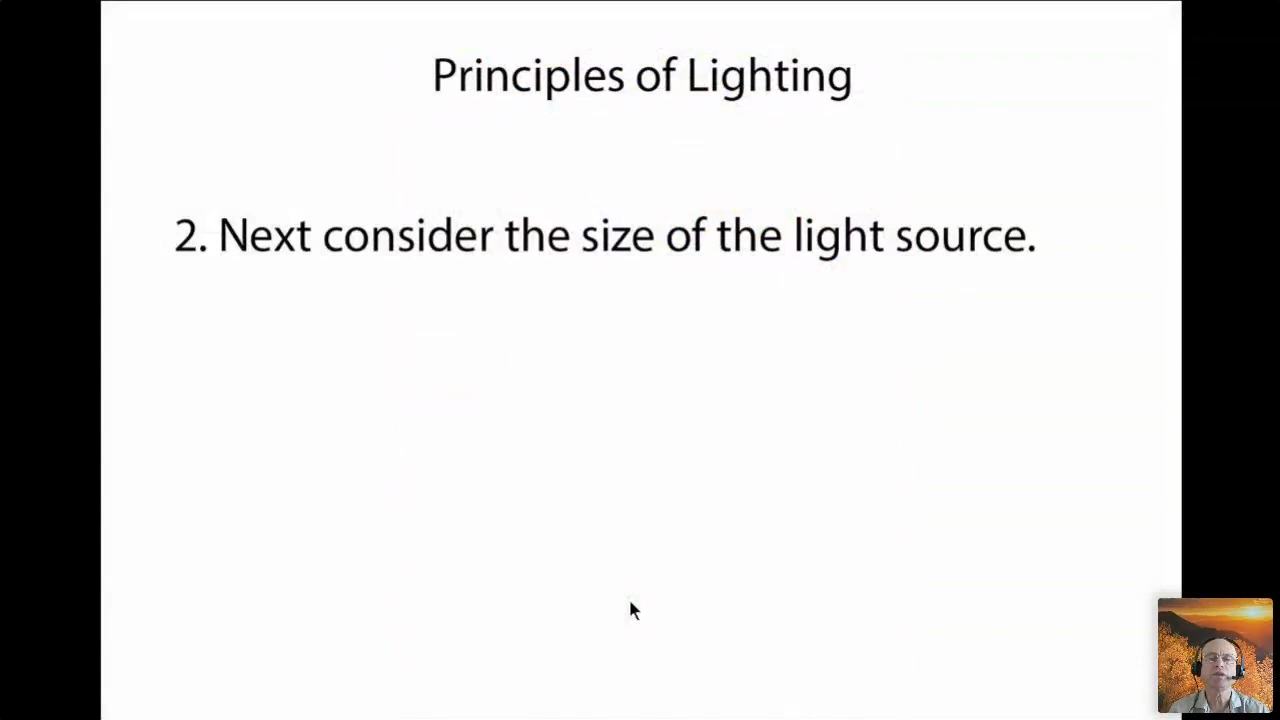 Principles of Lighting
2. Next consider the size of the light source.